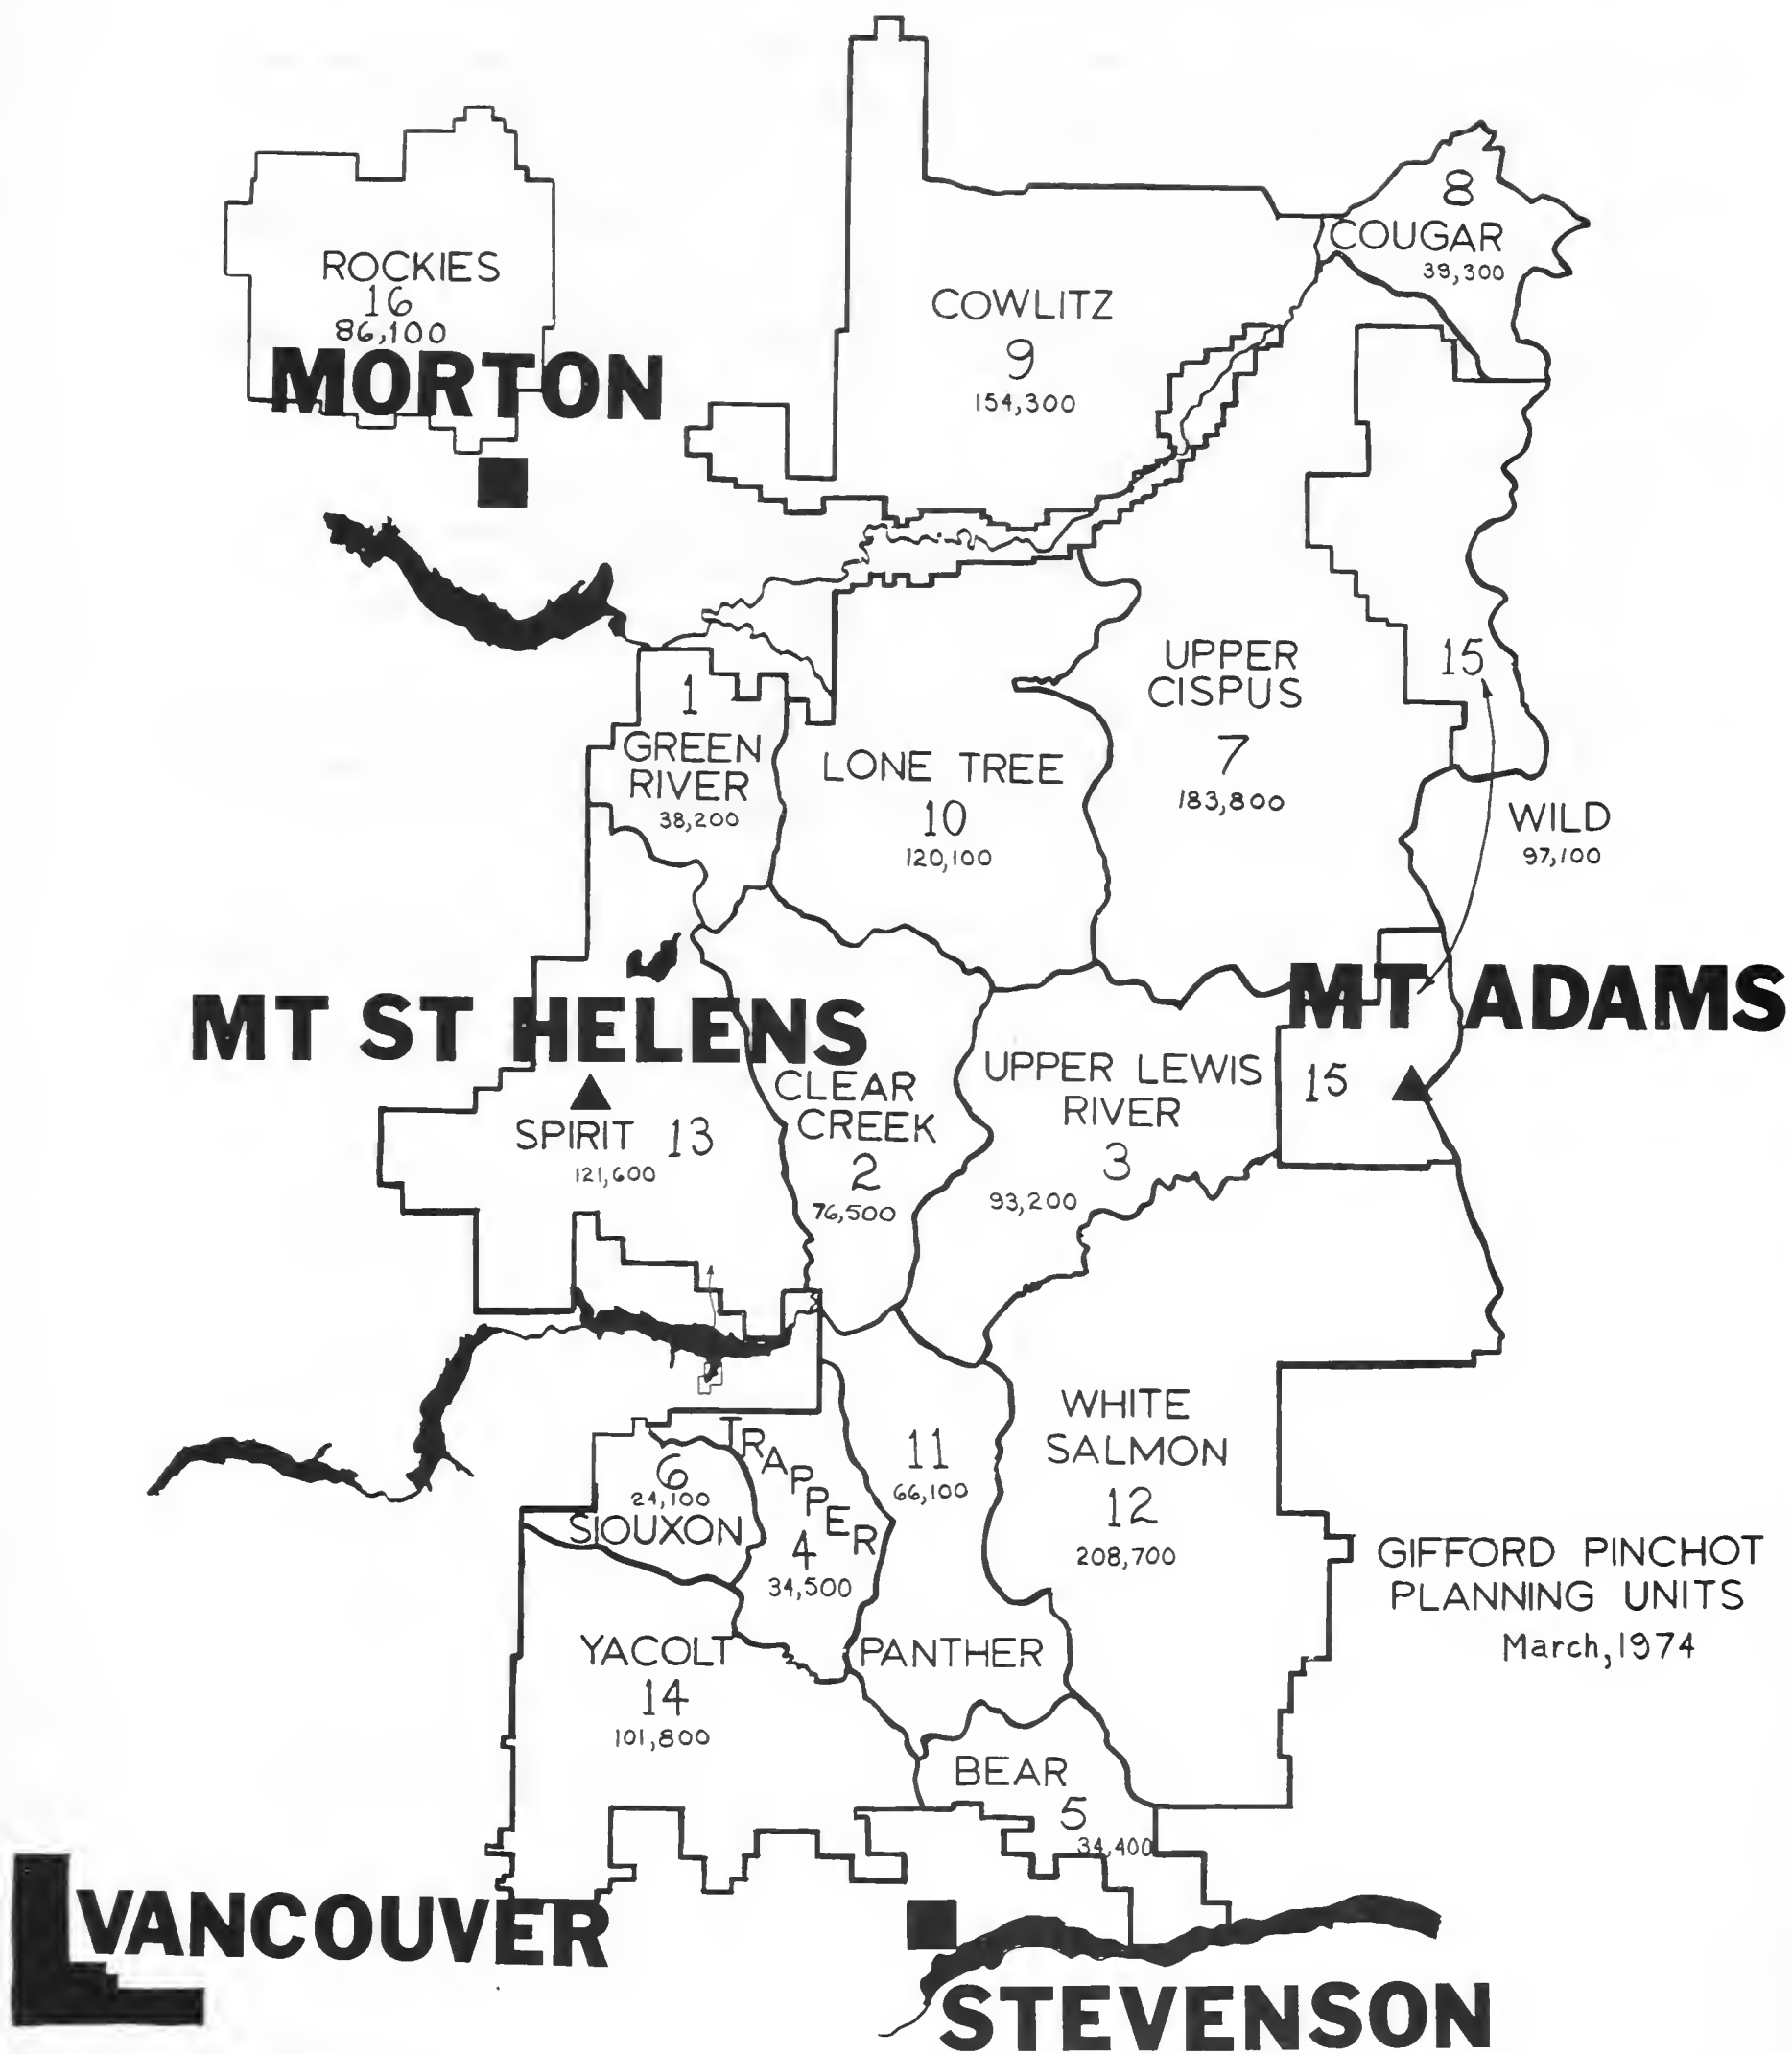 8
COUGAR
39,300
ROCKIES
16
86,100
MORTON
COWLITZ
9
154,300
1
GREEN
RIVER
38,200
LONE TREE
10
120,100
UPPER
CISPUS
7
183,800
15
WILD
97,100
MT ST HELENS
MT ADAMS
SPIRIT 13
121,600
CLEAR
CREEK
2
76,500
UPPER LEWIS
RIVER
3
93,200
15
TRAPPER
4
34,500
6
24,100
SIOUXON
11
66,100
PANTHER
WHITE
SALMON
12
208,700
GIFFORD PINCHOT
PLANNING UNITS
March, 1974
YACOLT
14
101,800
BEAR
5
34,400
VANCOUVER
STEVENSON